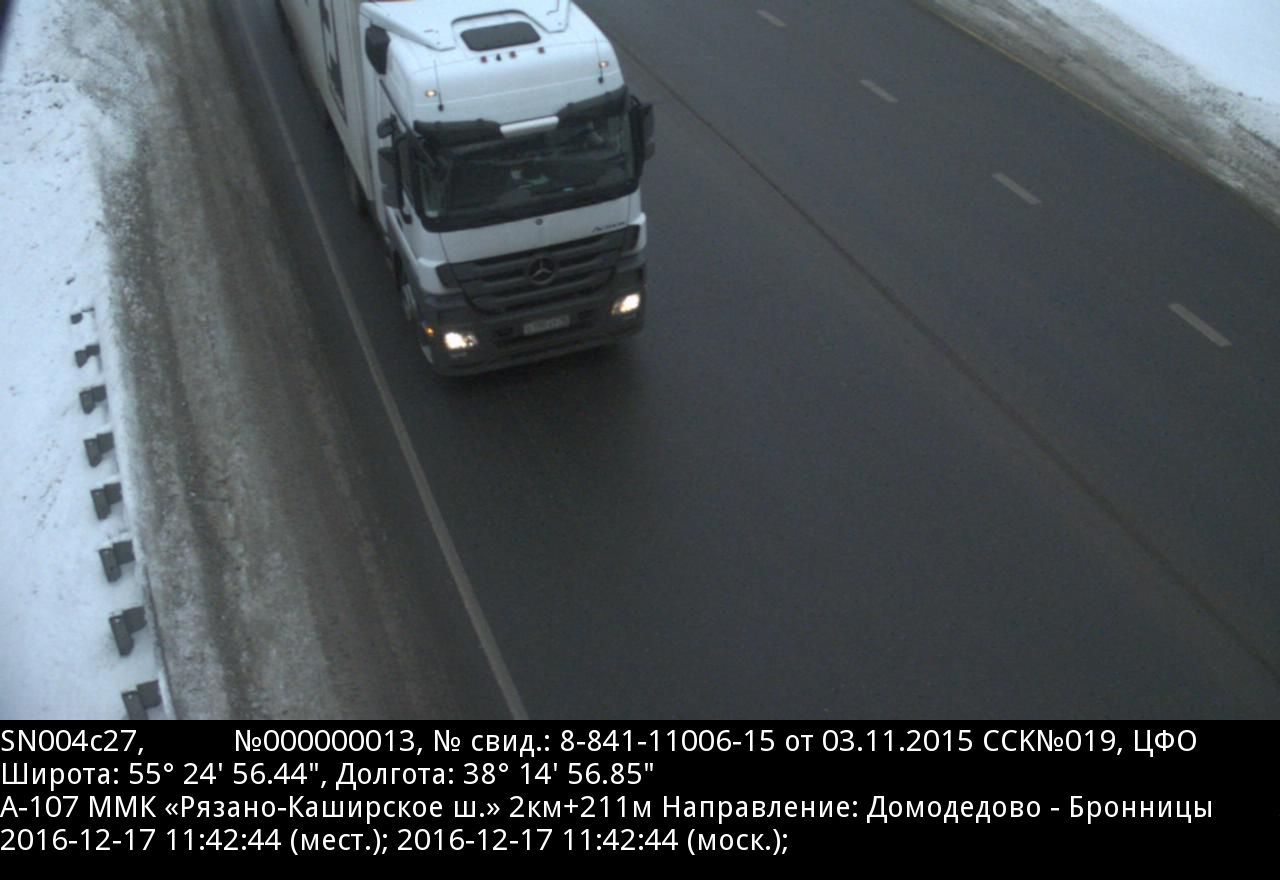 ACTROS
SN004c27, №000000013, № свид.: 8-841-11006-15 от 03.11.2015 ССК№019, ЦФО
Широта: 55° 24' 56.44", Долгота: 38° 14' 56.85"
А-107 ММК «Рязано-Каширское ш.» 2км+211м Направление: Домодедово - Бронницы
2016-12-17 11:42:44 (мест.); 2016-12-17 11:42:44 (моск.);